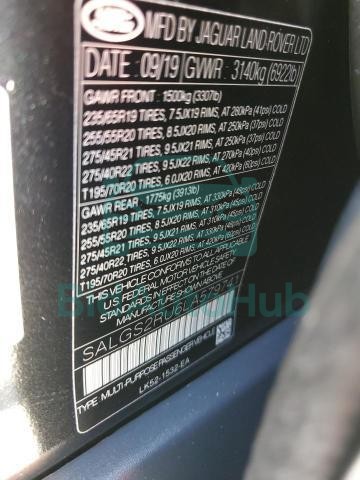 LAND ROVER
MFD BY JAGUAR LAND ROVER LTD
DATE : 09/19 GVWR : 3140kg (6922lb)
GAWR FRONT : 1500kg (3307lb)
235/65R19 TIRES, 7.5JX19 RIMS, AT 280kPa (41psi) COLD
255/55R20 TIRES, 8.5JX20 RIMS, AT 250kPa (37psi) COLD
275/45R21 TIRES, 9.5JX21 RIMS, AT 250kPa (37psi) COLD
275/40R22 TIRES, 9.5JX22 RIMS, AT 270kPa (40psi) COLD
T195/70R20 TIRES, 6.0JX20 RIMS, AT 420kPa (60psi) COLD
GAWR REAR : 1775kg (3913lb)
235/65R19 TIRES, 7.5JX19 RIMS, AT 330kPa (48psi) COLD
255/55R20 TIRES, 8.5JX20 RIMS, AT 310kPa (45psi) COLD
275/45R21 TIRES, 9.5JX21 RIMS, AT 310kPa (45psi) COLD
275/40R22 TIRES, 9.5JX22 RIMS, AT 330kPa (48psi) COLD
T195/70R20 TIRES, 6.0JX20 RIMS, AT 420kPa (60psi) COLD
THIS VEHICLE CONFORMS TO ALL APPLICABLE
U.S FEDERAL MOTOR VEHICLE SAFETY
STANDARDS IN EFFECT ON THE DATE OF
MANUFACTURE SHOWN ABOVE
TYPE: MULTI-PURPOSE PASSENGER VEHICLE
LK52-1532-EA